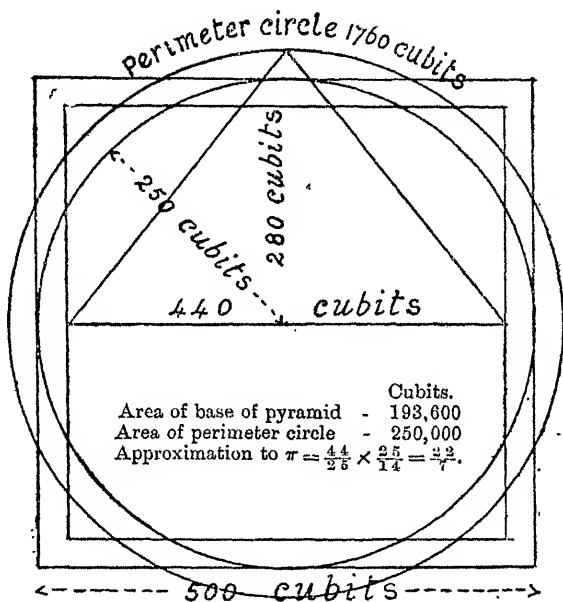 Perimeter circle 1760 cubits
250 cubits
280 cubits
440 cubits
Cubits.
Area of base of pyramid - 193,600
Area of perimeter circle - 250,000
Approximation to π = 44/25 × 25/14 = 22/7.
500 cubits